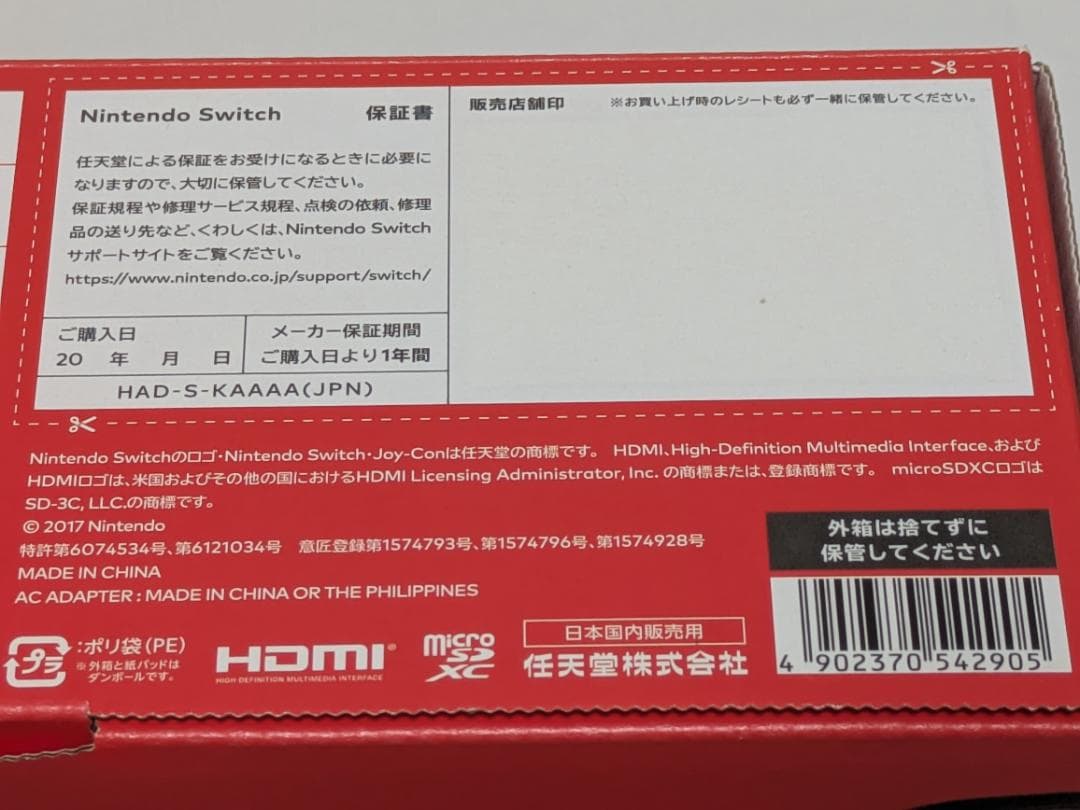 Nintendo Switch 保証書
任天堂による保証をお受けになるときに必要に
なりますので、大切に保管してください。
保証規程や修理サービス規程、点検の依頼、修理
品の送り先など、くわしくは、Nintendo Switch
サポートサイトをご覧ください。
https://www.nintendo.co.jp/support/switch/
ご購入日
20 年 月 日
メーカー保証期間
ご購入日より1年間
HAD-S-KAAAA(JPN)
販売店舗印 ※お買い上げ時のレシートも必ず一緒に保管してください。
Nintendo Switchのロゴ・Nintendo Switch・Joy-Conは任天堂の商標です。 HDMI、High-Definition Multimedia Interface、および
HDMIロゴは、米国およびその他の国におけるHDMI Licensing Administrator, Inc. の商標または、登録商標です。 microSDXCロゴは
SD-3C, LLC.の商標です。
© 2017 Nintendo
特許第6074534号、第6121034号 意匠登録第1574793号、第1574796号、第1574928号
MADE IN CHINA
AC ADAPTER : MADE IN CHINA OR THE PHILIPPINES
外箱は捨てずに
保管してください
プラ
:ポリ袋(PE)
※外箱と紙パッドは
ダンボールです。
HDMI®
HIGH-DEFINITION MULTIMEDIA INTERFACE
micro
SD
XC
日本国内販売用
任天堂株式会社
4 902370 542905